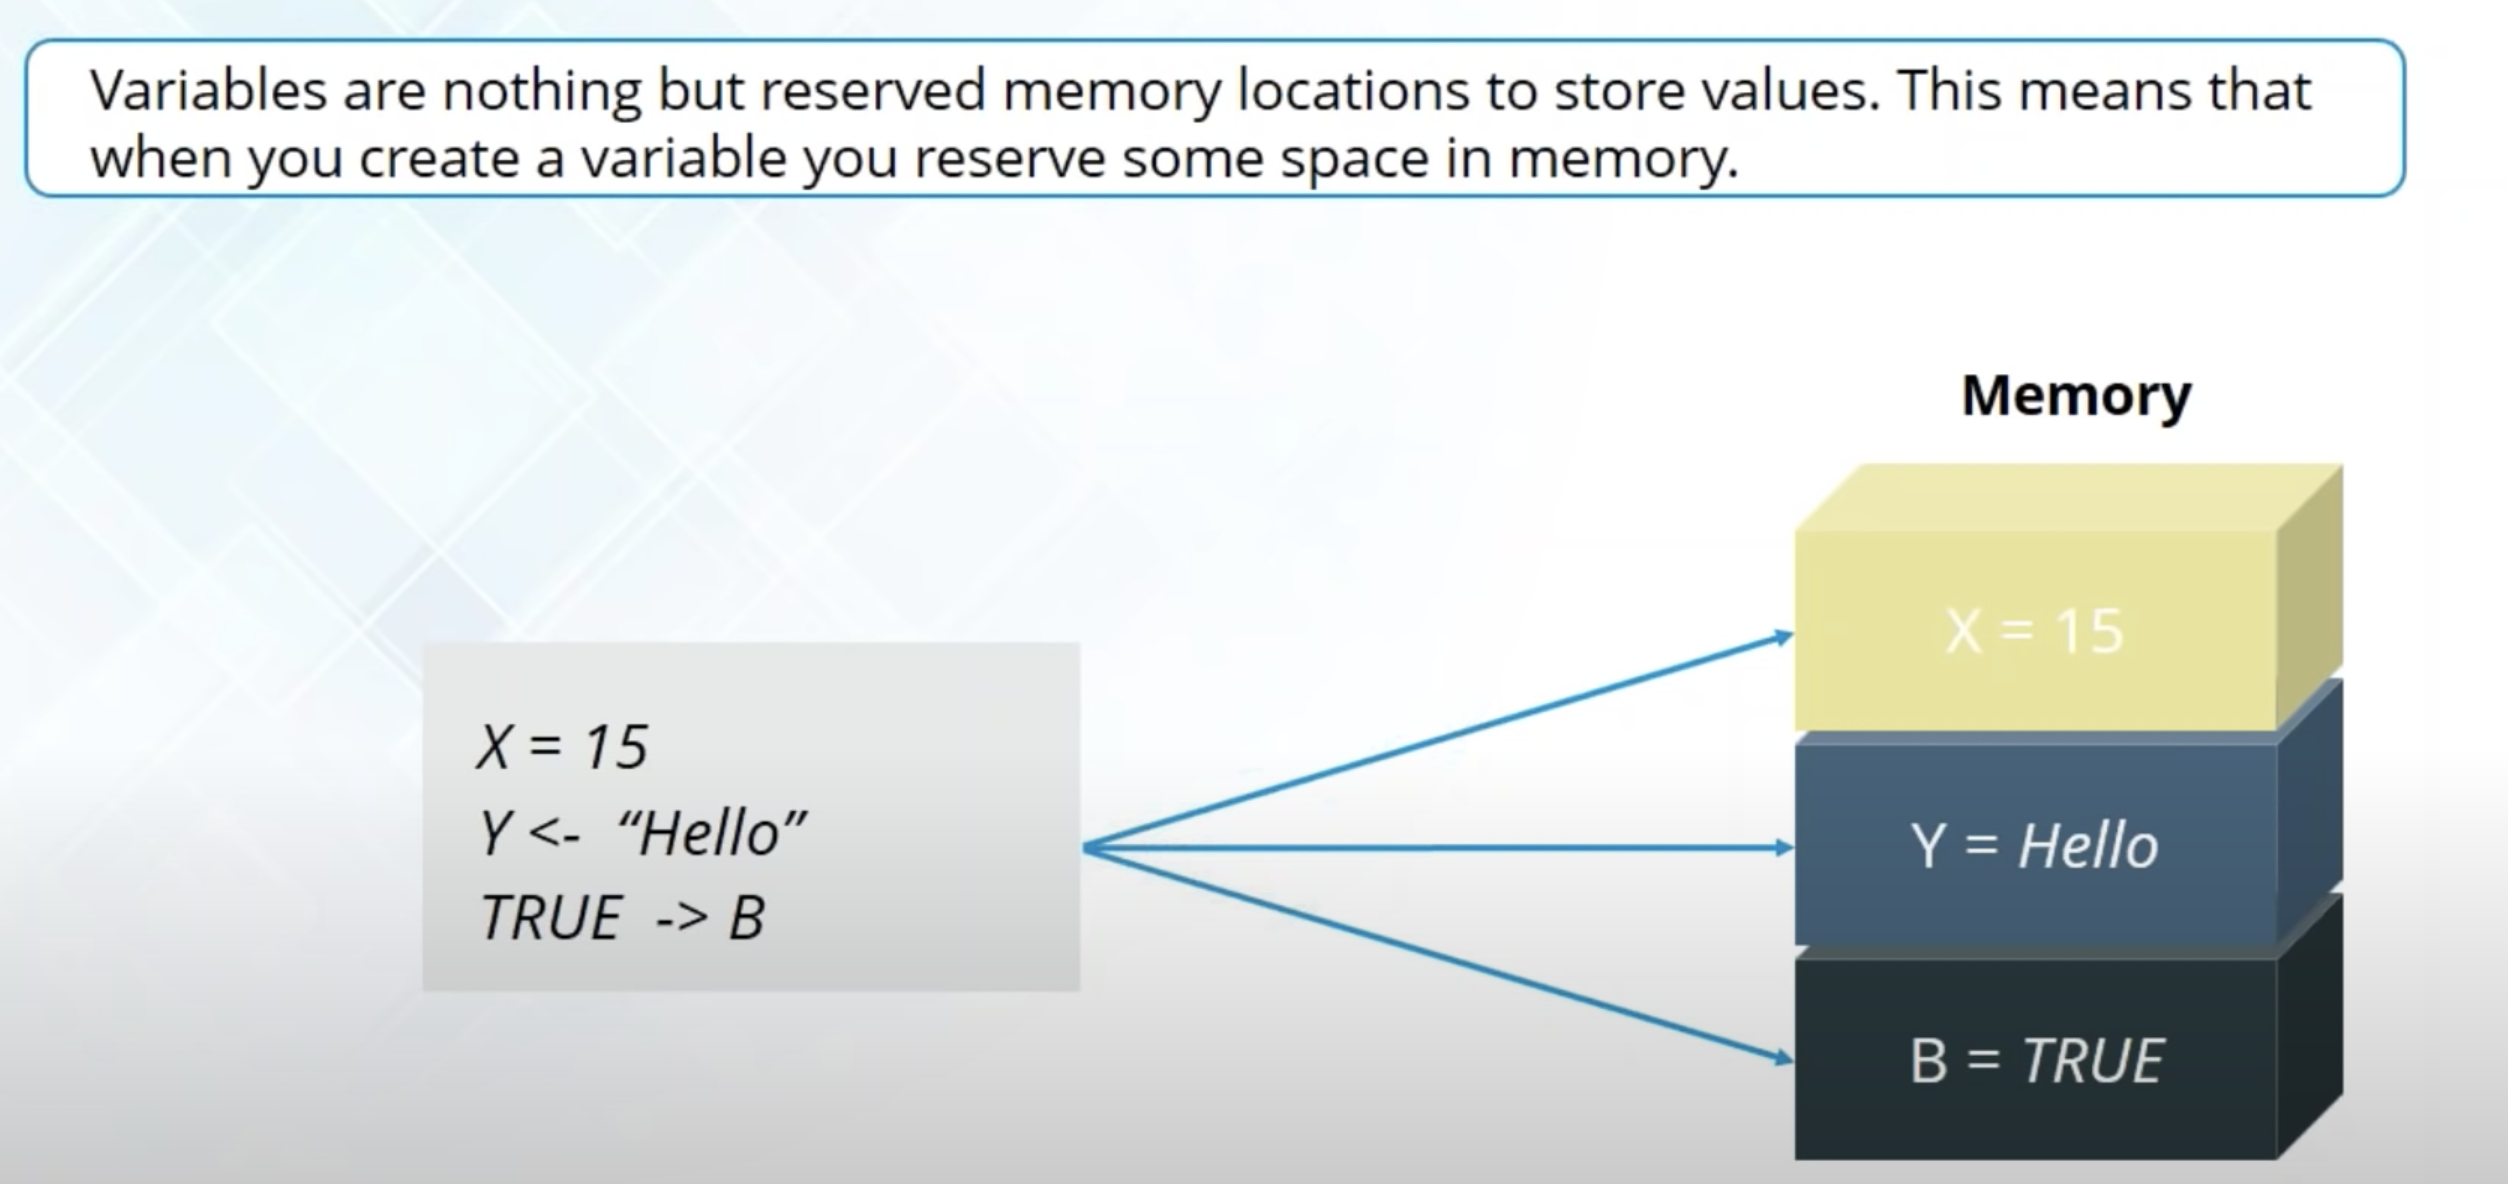 Variables are nothing but reserved memory locations to store values. This means that
when you create a variable you reserve some space in memory.
Memory
X = 15
Y <- “Hello”
TRUE -> B
X = 15
Y = Hello
B = TRUE